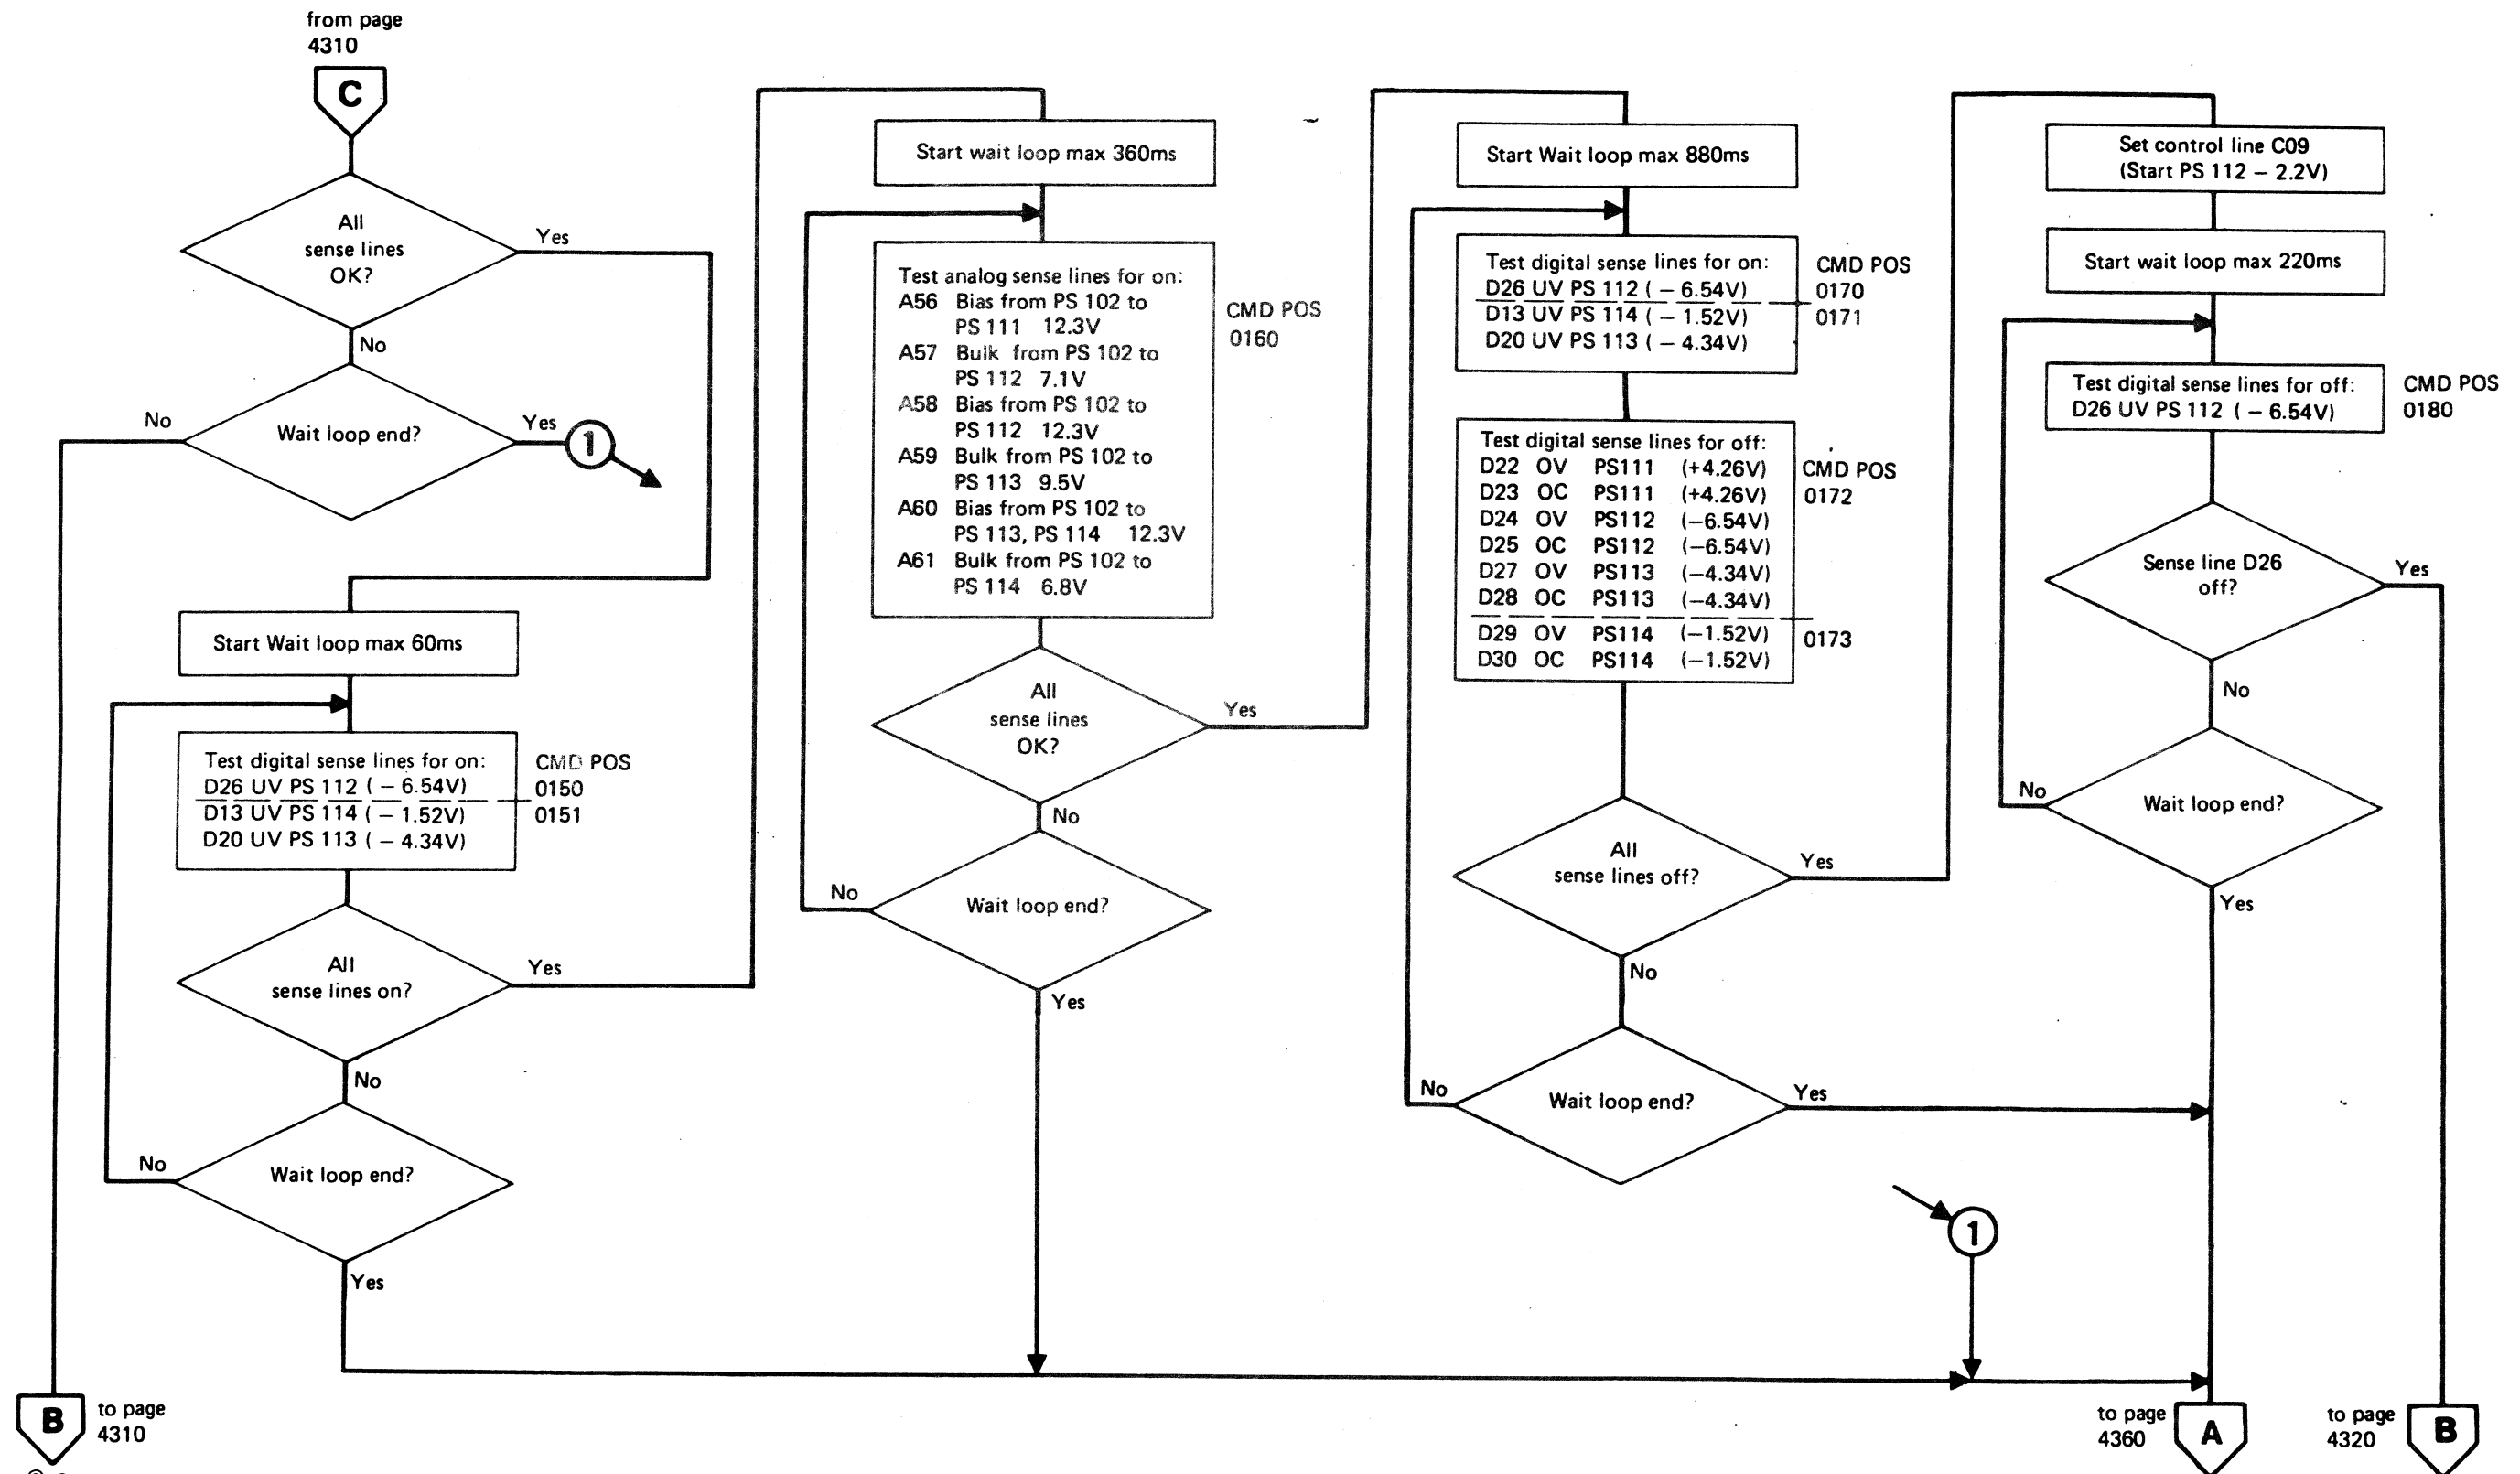 from page
4310
C
All
sense lines
OK?
Yes
No
Wait loop end?
No
Yes
1
Start Wait loop max 60ms
Test digital sense lines for on:
D26 UV PS 112 ( – 6.54V)
D13 UV PS 114 ( – 1.52V)
D20 UV PS 113 ( – 4.34V)
CMD POS
0150
0151
All
sense lines on?
Yes
No
Wait loop end?
No
Yes
B
to page
4310
Start wait loop max 360ms
Test analog sense lines for on:
A56 Bias from PS 102 to
PS 111 12.3V
A57 Bulk from PS 102 to
PS 112 7.1V
A58 Bias from PS 102 to
PS 112 12.3V
A59 Bulk from PS 102 to
PS 113 9.5V
A60 Bias from PS 102 to
PS 113, PS 114 12.3V
A61 Bulk from PS 102 to
PS 114 6.8V
CMD POS
0160
All
sense lines
OK?
Yes
No
Wait loop end?
No
Yes
Start Wait loop max 880ms
Test digital sense lines for on:
D26 UV PS 112 ( – 6.54V)
D13 UV PS 114 ( – 1.52V)
D20 UV PS 113 ( – 4.34V)
CMD POS
0170
0171
Test digital sense lines for off:
D22 OV PS111 (+4.26V)
D23 OC PS111 (+4.26V)
D24 OV PS112 (–6.54V)
D25 OC PS112 (–6.54V)
D27 OV PS113 (–4.34V)
D28 OC PS113 (–4.34V)
D29 OV PS114 (–1.52V)
D30 OC PS114 (–1.52V)
CMD POS
0172
0173
All
sense lines off?
Yes
No
Wait loop end?
No
Yes
1
Set control line C09
(Start PS 112 – 2.2V)
Start wait loop max 220ms
Test digital sense lines for off:
D26 UV PS 112 ( – 6.54V)
CMD POS
0180
Sense line D26
off?
Yes
No
Wait loop end?
No
Yes
to page
4360
A
to page
4320
B